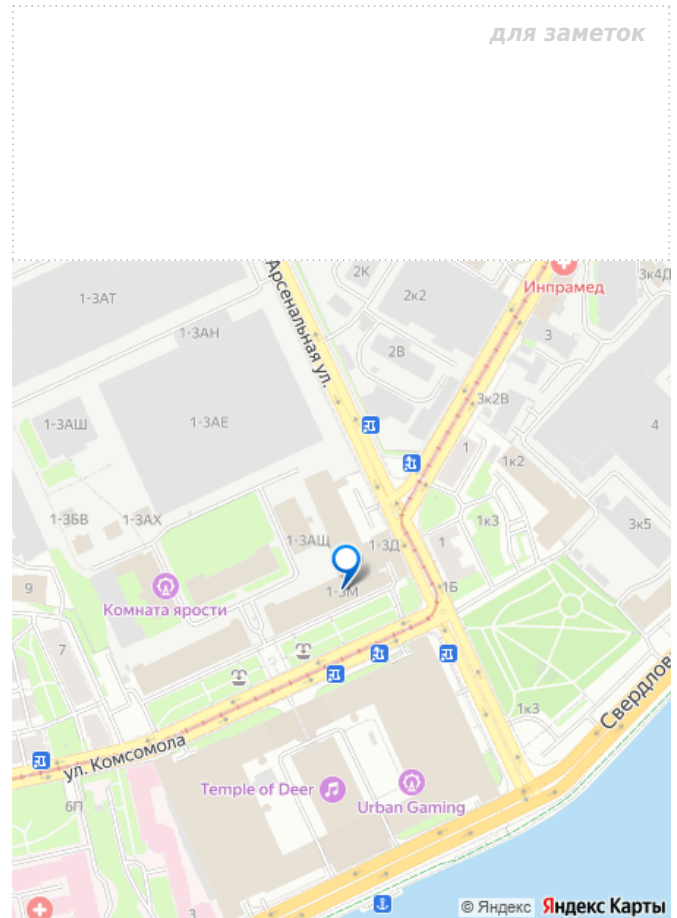 для заметок
Инпрамед
3к4Д
2К
1-3АТ
2к2
Арсенальная ул.
1-3АН
3
2В
3к2В
1-3АШ
1-3АЕ
4
1
1к2
1-3БВ
1-3АХ
1к3
3к5
1-3АЩ
1-3Д
1
9
1-3М
1Б
Комната ярости
7
Свердлов
1к3
ул. Комсомола
Temple of Deer
Urban Gaming
6П
3
© Яндекс Яндекс Карты